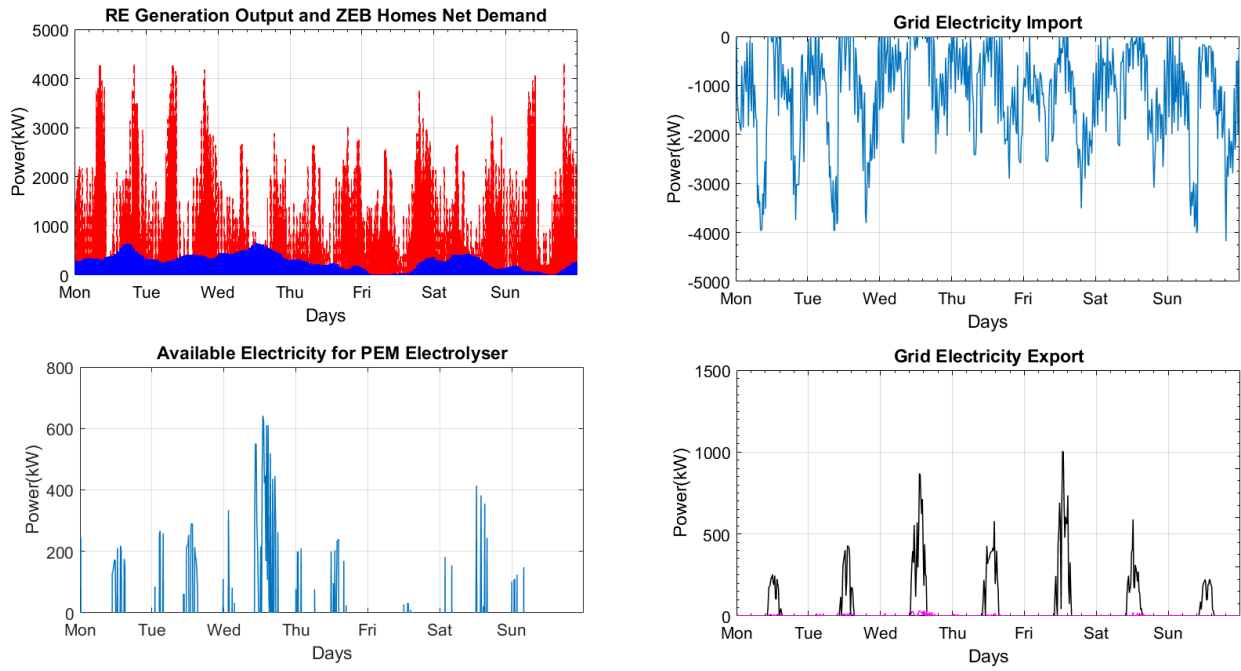 RE Generation Output and ZEB Homes Net Demand
5000
4000
3000
2000
1000
0
Power(kW)
Mon Tue Wed Thu Fri Sat Sun
Days
Grid Electricity Import
0
-1000
-2000
-3000
-4000
-5000
Power(kW)
Mon Tue Wed Thu Fri Sat Sun
Days
Available Electricity for PEM Electrolyser
800
600
400
200
0
Power(kW)
Mon Tue Wed Thu Fri Sat Sun
Days
Grid Electricity Export
1500
1000
500
0
Power(kW)
Mon Tue Wed Thu Fri Sat Sun
Days